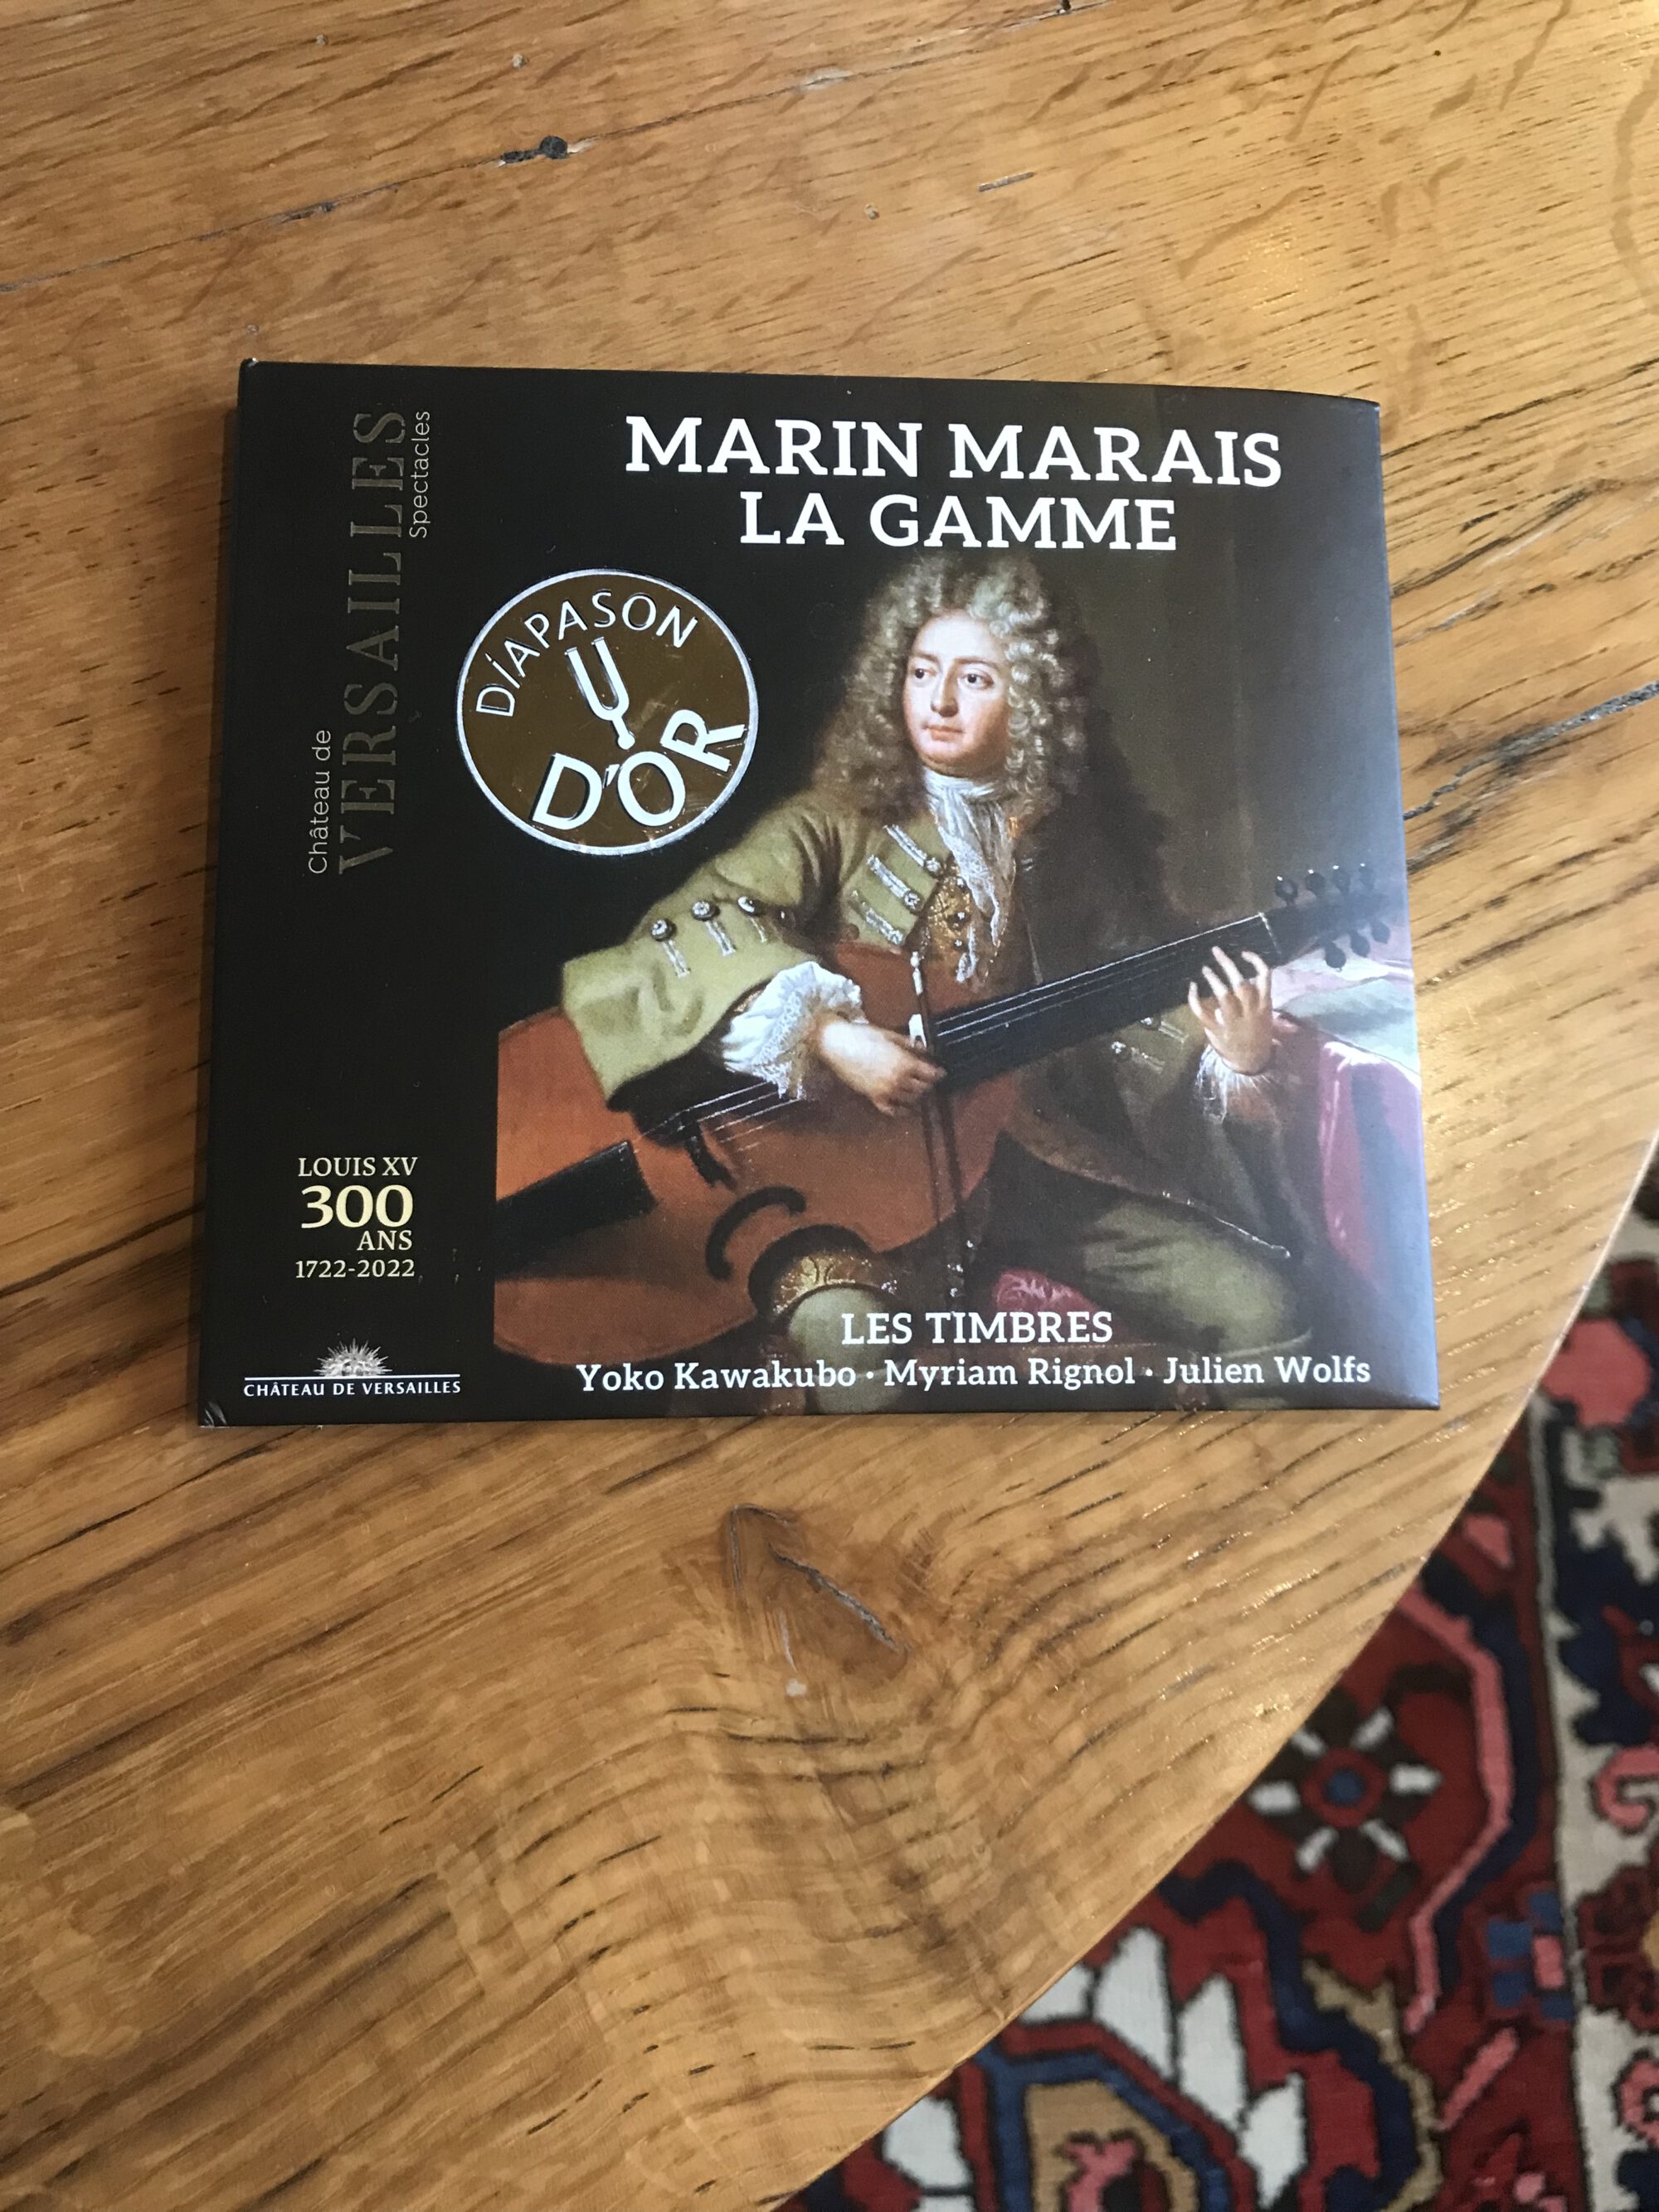 Château de
VERSAILLES
Spectacles
MARIN MARAIS
LA GAMME
DIAPASON
D'OR
LOUIS XV
300
ANS
1722-2022
CHÂTEAU DE VERSAILLES
LES TIMBRES
Yoko Kawakubo · Myriam Rignol · Julien Wolfs